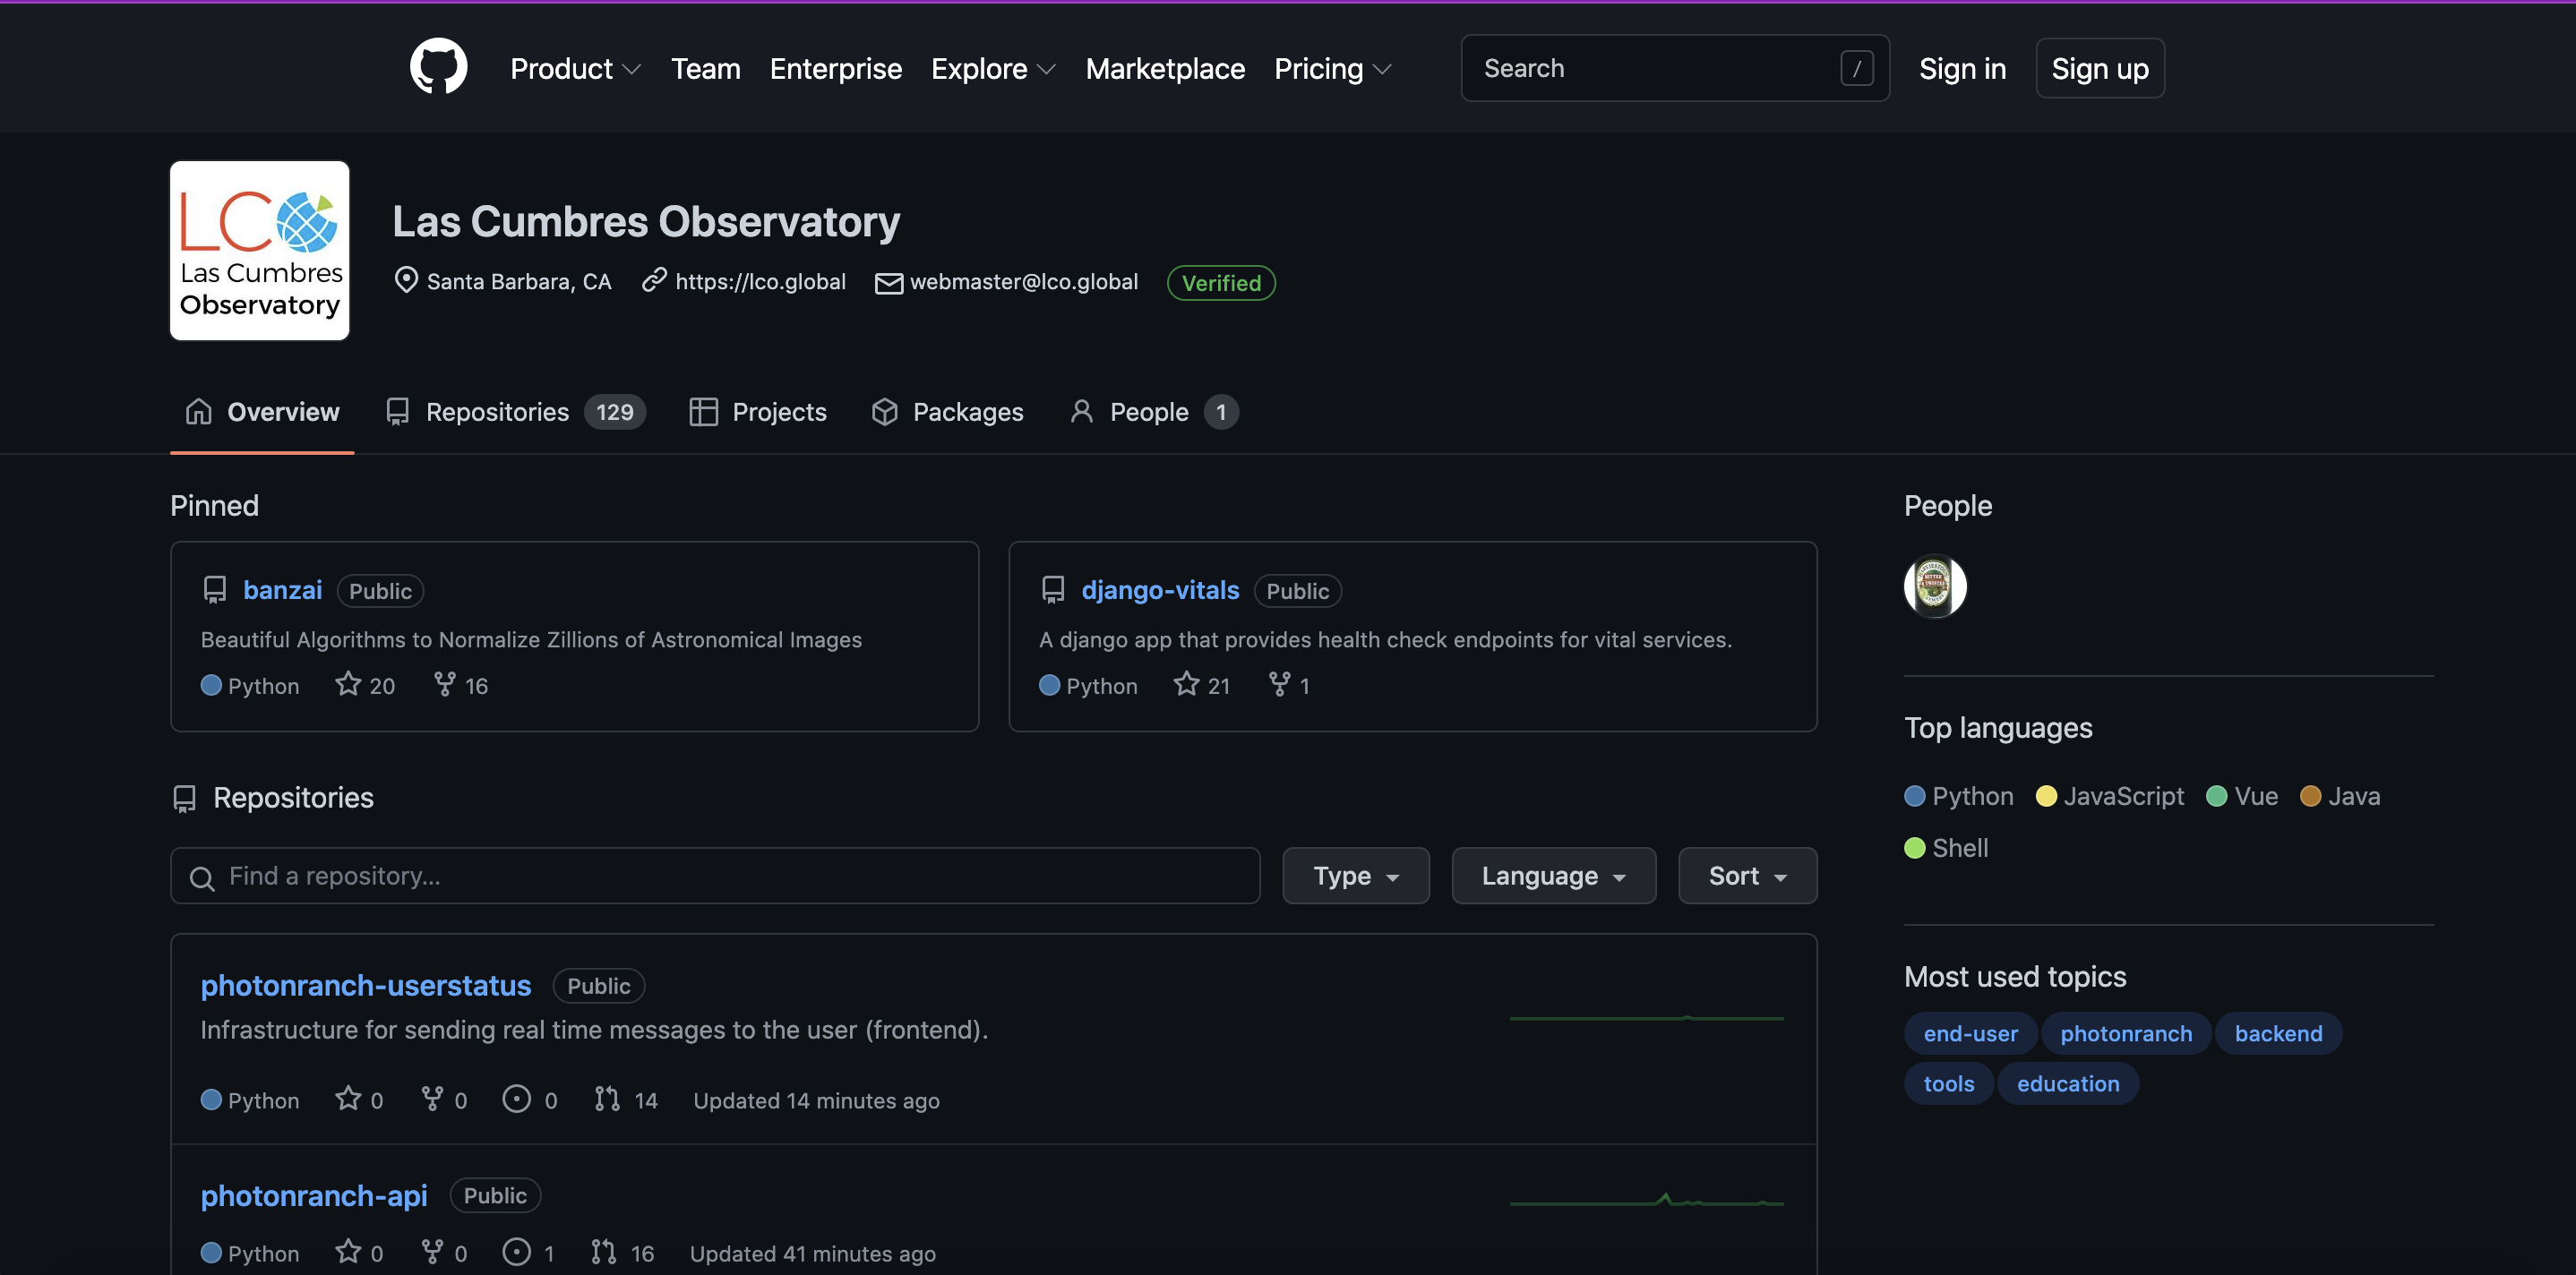 Product Team Enterprise Explore Marketplace Pricing Search / Sign in Sign up
LCO
Las Cumbres
Observatory
Las Cumbres Observatory
Santa Barbara, CA https://lco.global webmaster@lco.global Verified
Overview Repositories 129 Projects Packages People 1
Pinned
banzai Public
Beautiful Algorithms to Normalize Zillions of Astronomical Images
Python 20 16
django-vitals Public
A django app that provides health check endpoints for vital services.
Python 21 1
Repositories
Find a repository...
Type Language Sort
photonranch-userstatus Public
Infrastructure for sending real time messages to the user (frontend).
Python 0 0 0 14 Updated 14 minutes ago
photonranch-api Public
Python 0 0 1 16 Updated 41 minutes ago
People
Top languages
Python JavaScript Vue Java
Shell
Most used topics
end-user photonranch backend
tools education